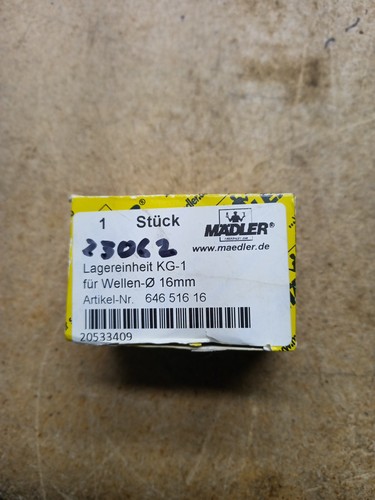 1 Stück
MÄDLER®
23062
www.maedler.de
Lagereinheit KG-1
für Wellen-Ø 16mm
Artikel-Nr. 646 516 16
20533409